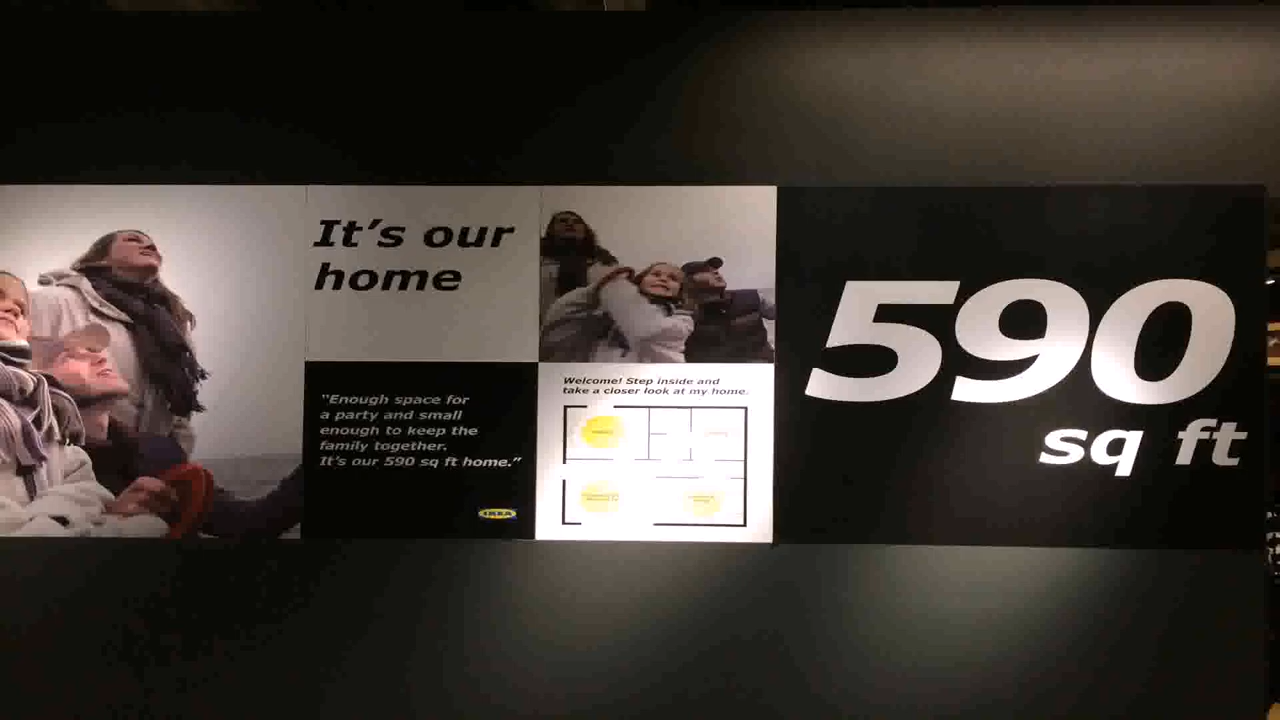 It's our
home
"Enough space for
a party and small
enough to keep the
family together.
It's our 590 sq ft home."
IKEA
Welcome! Step inside and
take a closer look at my home.
590
sq ft